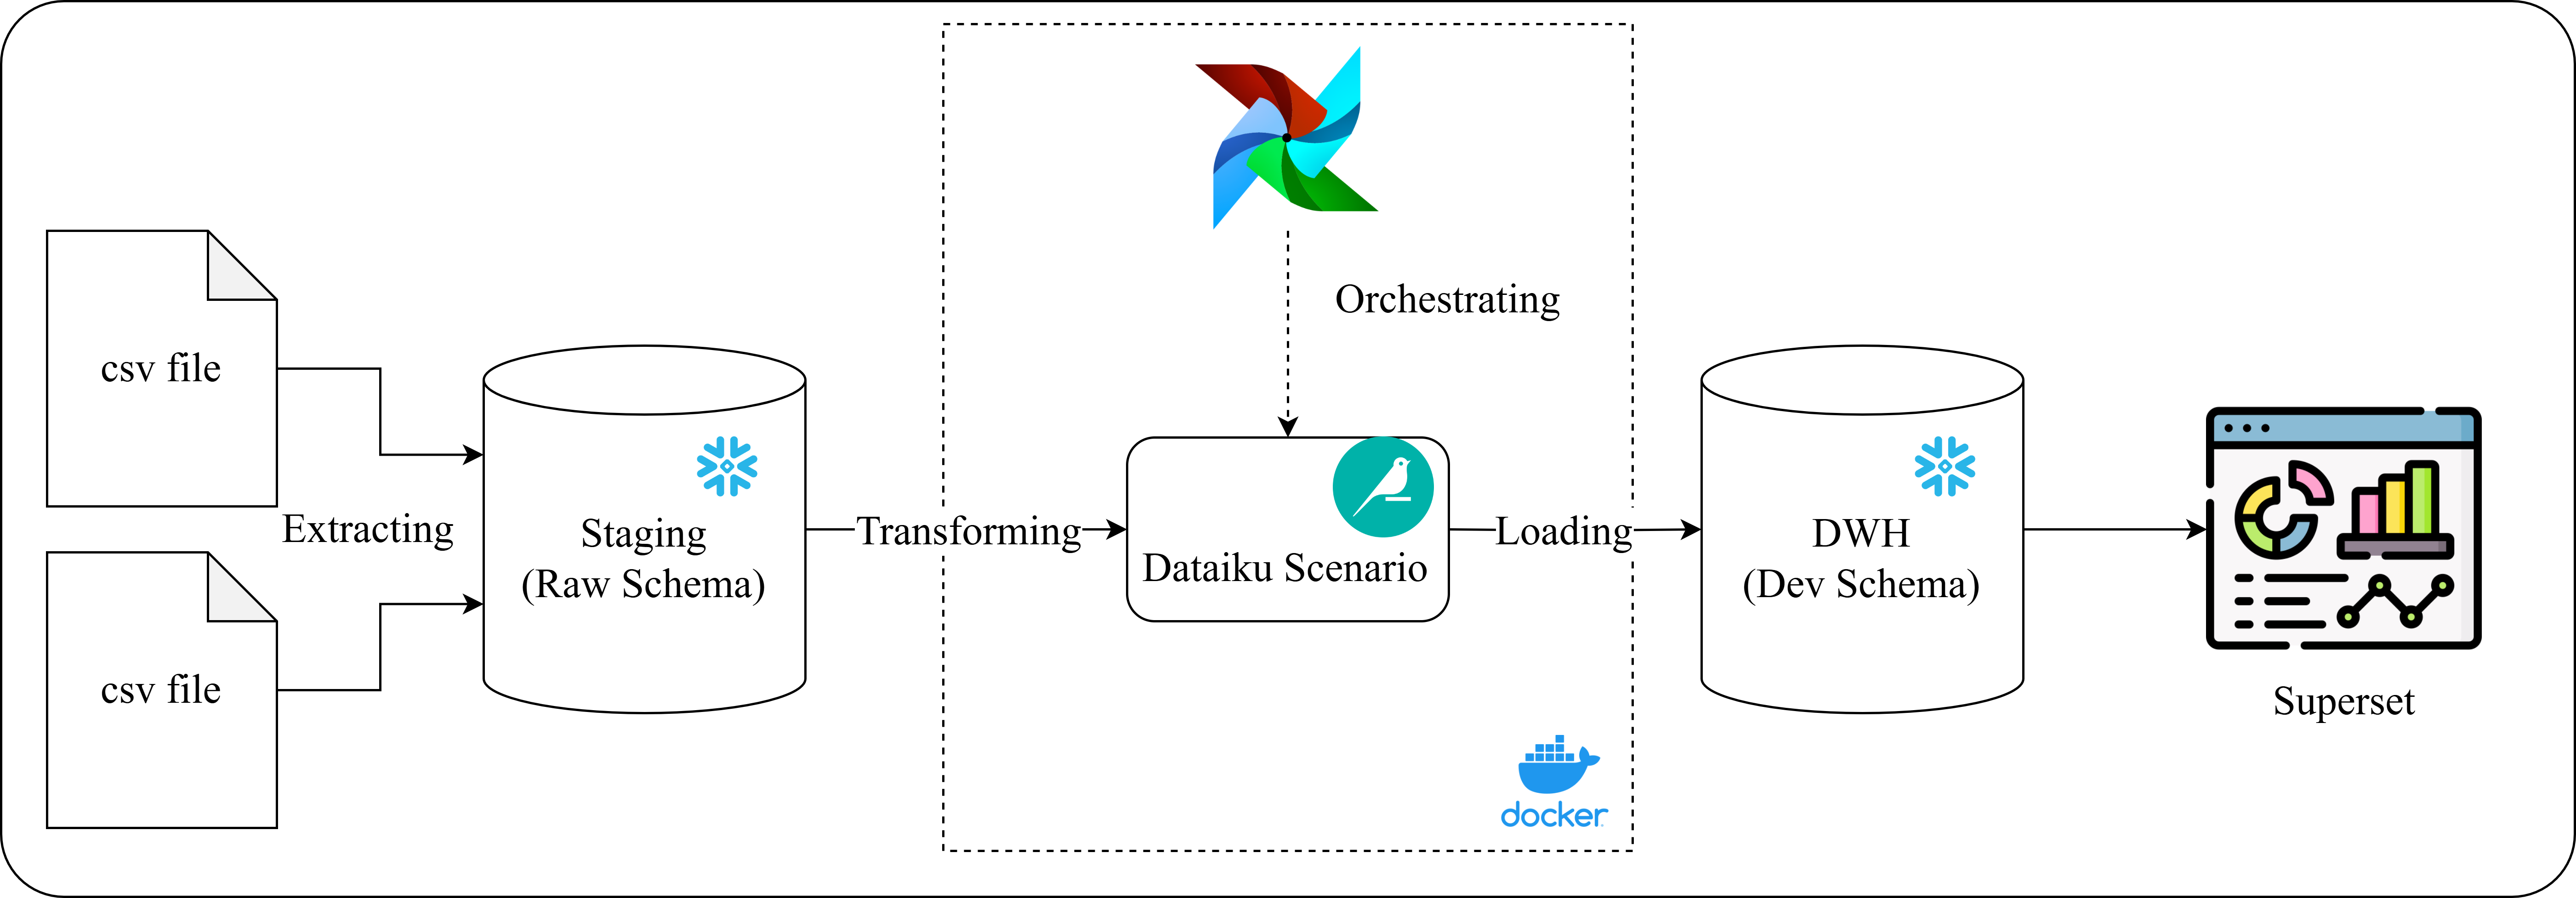 csv file
csv file
Extracting
Staging
(Raw Schema)
Transforming
Orchestrating
Dataiku Scenario
Loading
docker
DWH
(Dev Schema)
Superset